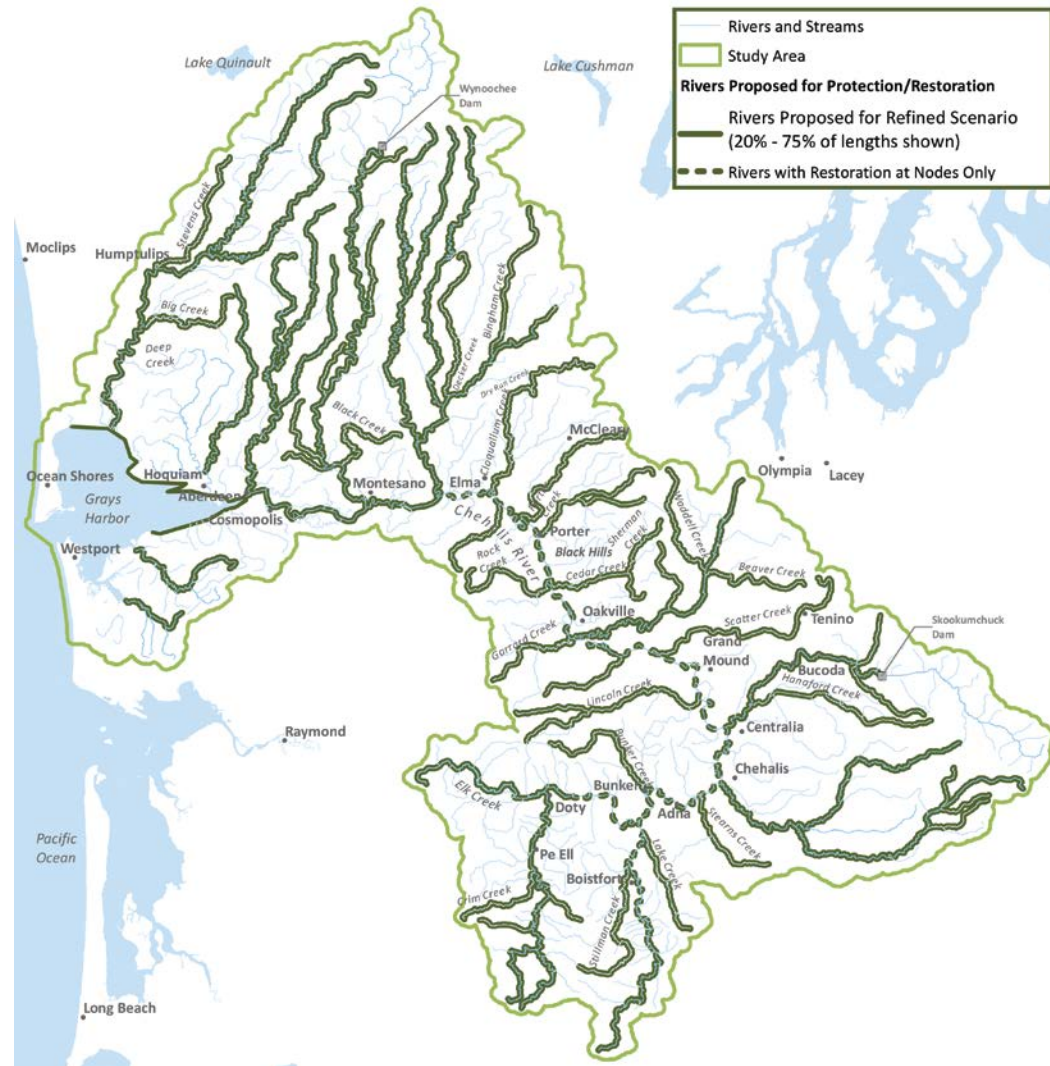 Rivers and Streams
Study Area
Rivers Proposed for Protection/Restoration
Rivers Proposed for Refined Scenario
(20% - 75% of lengths shown)
Rivers with Restoration at Nodes Only
Lake Quinault
Lake Cushman
Wynoochee
Dam
Stevens Creek
Moclips
Humptulips
Big Creek
Deep
Creek
Bingham Creek
Decker Creek
Dry Run Creek
Black Creek
Cloquallum Creek
McCleary
Olympia
Lacey
Ocean Shores
Hoquiam
Grays
Harbor
Aberdeen
Cosmopolis
Montesano
Elma
Chehalis River
Creek
Porter
Sherman
Creek
Black Hills
Waddell Creek
Westport
Rock
Creek
Cedar Creek
Beaver Creek
Oakville
Scatter Creek
Tenino
Skookumchuck
Dam
Garrard Creek
Grand
Mound
Bucoda
Hanaford Creek
Lincoln Creek
Raymond
Centralia
Bunker Creek
Chehalis
Elk Creek
Bunker
Doty
Adna
Stearns Creek
Pacific
Ocean
Pe Ell
Lake Creek
Boistfort
Crim Creek
Stillman Creek
Long Beach